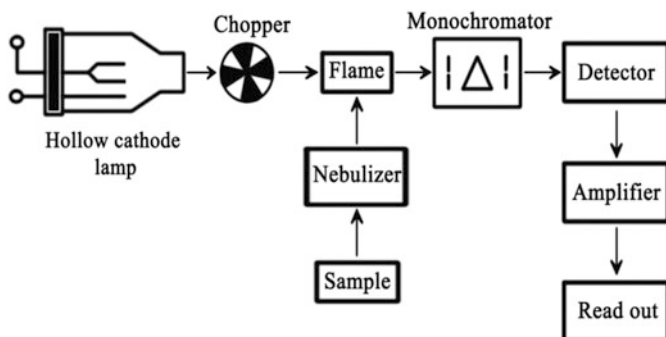 Chopper
Monochromator
Flame
Detector
Hollow cathode
lamp
Nebulizer
Amplifier
Sample
Read out